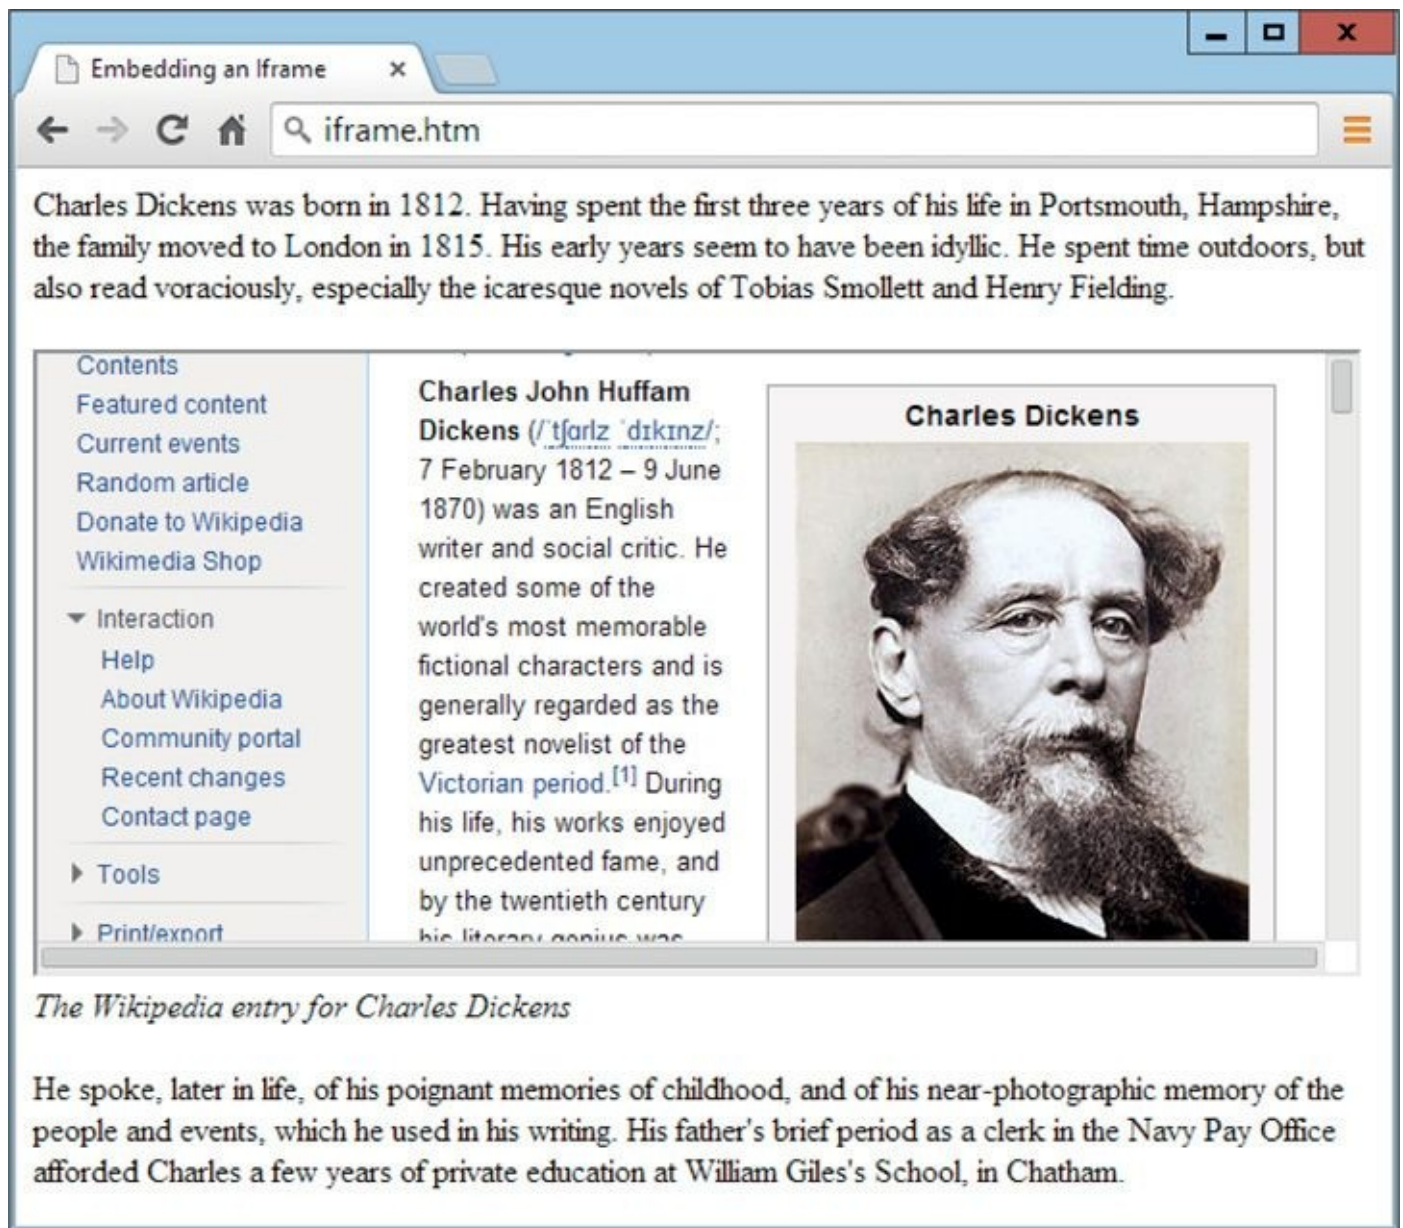 Embedding an Iframe
iframe.htm
Charles Dickens was born in 1812. Having spent the first three years of his life in Portsmouth, Hampshire,
the family moved to London in 1815. His early years seem to have been idyllic. He spent time outdoors, but
also read voraciously, especially the icaresque novels of Tobias Smollett and Henry Fielding.
Contents
Featured content
Current events
Random article
Donate to Wikipedia
Wikimedia Shop
Interaction
Help
About Wikipedia
Community portal
Recent changes
Contact page
Tools
Print/export
Charles John Huffam
Dickens (/ˈtʃɑrlz ˈdɪkɪnz/;
7 February 1812 – 9 June
1870) was an English
writer and social critic. He
created some of the
world's most memorable
fictional characters and is
generally regarded as the
greatest novelist of the
Victorian period.[1] During
his life, his works enjoyed
unprecedented fame, and
by the twentieth century
his literary genius was
Charles Dickens
The Wikipedia entry for Charles Dickens
He spoke, later in life, of his poignant memories of childhood, and of his near-photographic memory of the
people and events, which he used in his writing. His father's brief period as a clerk in the Navy Pay Office
afforded Charles a few years of private education at William Giles's School, in Chatham.